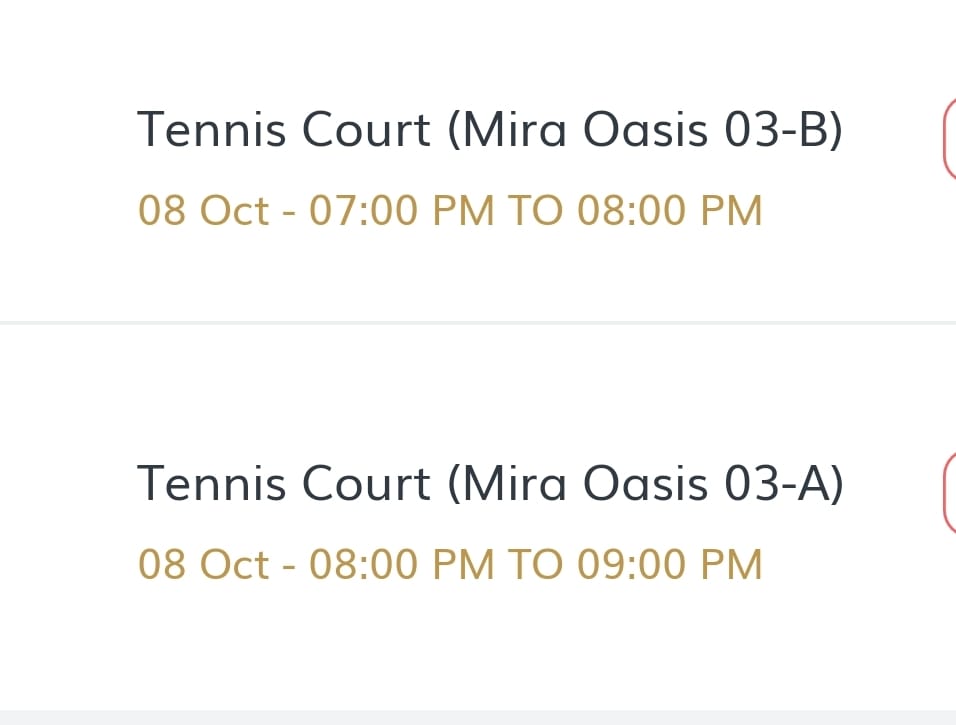 Tennis Court (Mira Oasis 03-B)
08 Oct - 07:00 PM TO 08:00 PM
Tennis Court (Mira Oasis 03-A)
08 Oct - 08:00 PM TO 09:00 PM